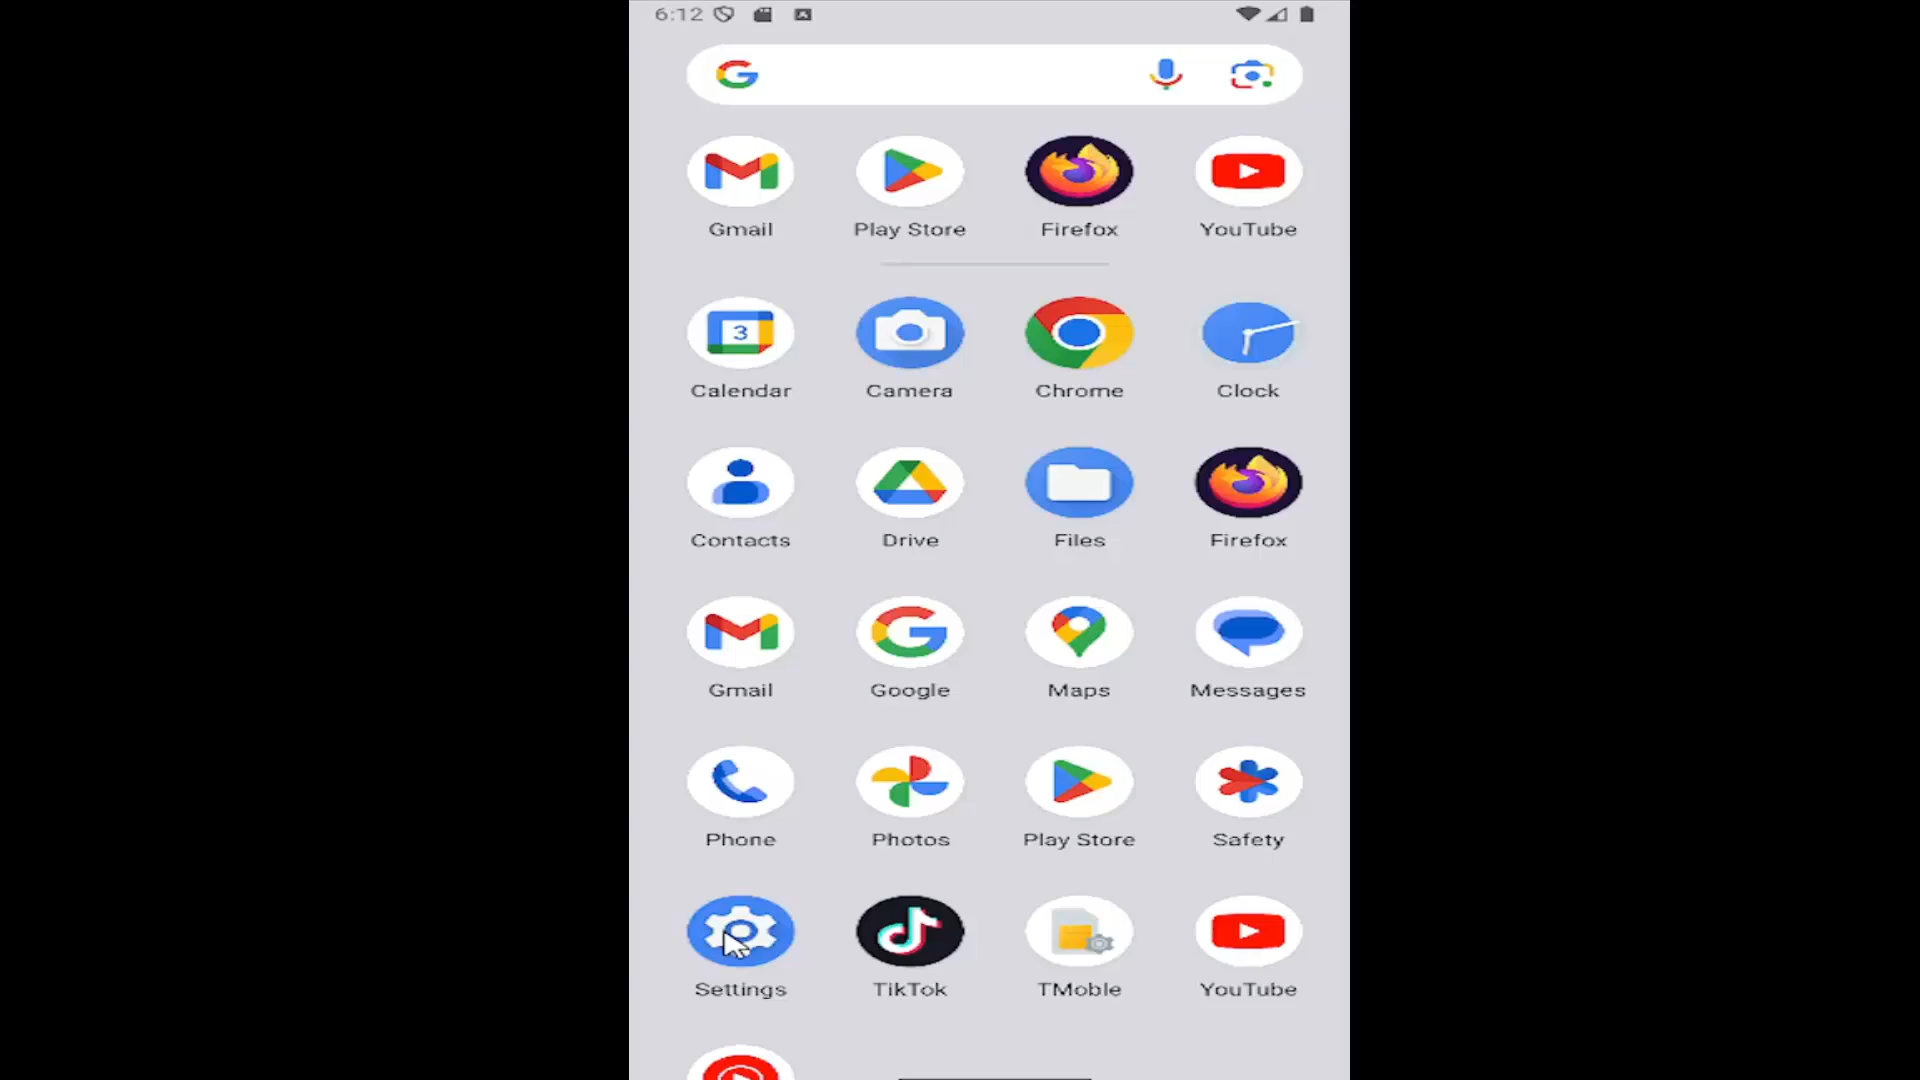 6:12
Gmail Play Store Firefox YouTube
3
Calendar Camera Chrome Clock
Contacts Drive Files Firefox
Gmail Google Maps Messages
Phone Photos Play Store Safety
Settings TikTok TMoble YouTube